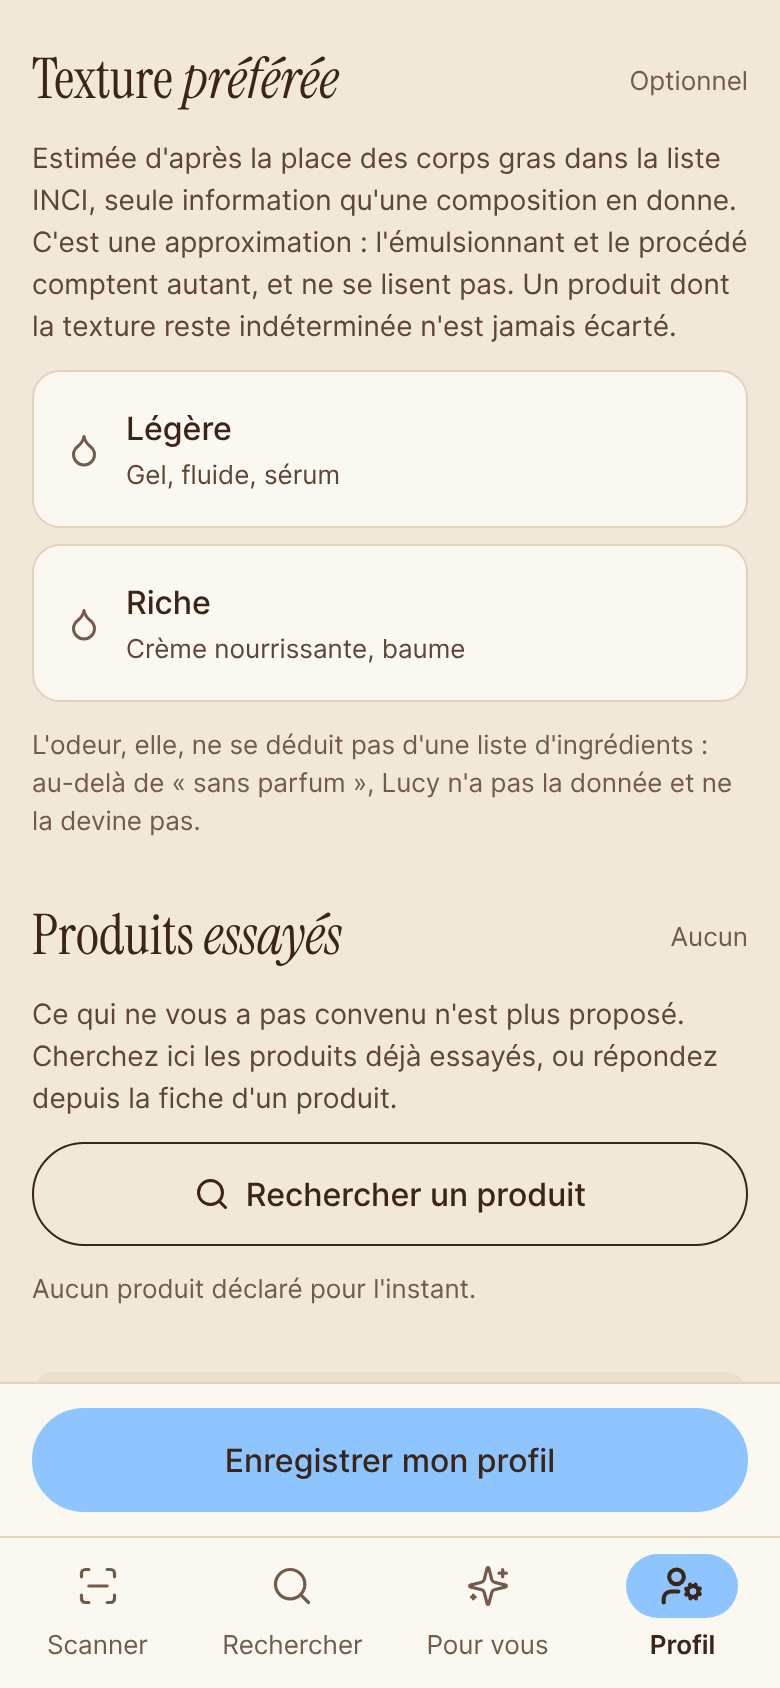 Texture préférée
Optionnel
Estimée d'après la place des corps gras dans la liste
INCI, seule information qu'une composition en donne.
C'est une approximation : l'émulsionnant et le procédé
comptent autant, et ne se lisent pas. Un produit dont
la texture reste indéterminée n'est jamais écarté.
Légère
Gel, fluide, sérum
Riche
Crème nourrissante, baume
L'odeur, elle, ne se déduit pas d'une liste d'ingrédients :
au-delà de « sans parfum », Lucy n'a pas la donnée et ne
la devine pas.
Produits essayés
Aucun
Ce qui ne vous a pas convenu n'est plus proposé.
Cherchez ici les produits déjà essayés, ou répondez
depuis la fiche d'un produit.
Rechercher un produit
Aucun produit déclaré pour l'instant.
Enregistrer mon profil
Scanner
Rechercher
Pour vous
Profil